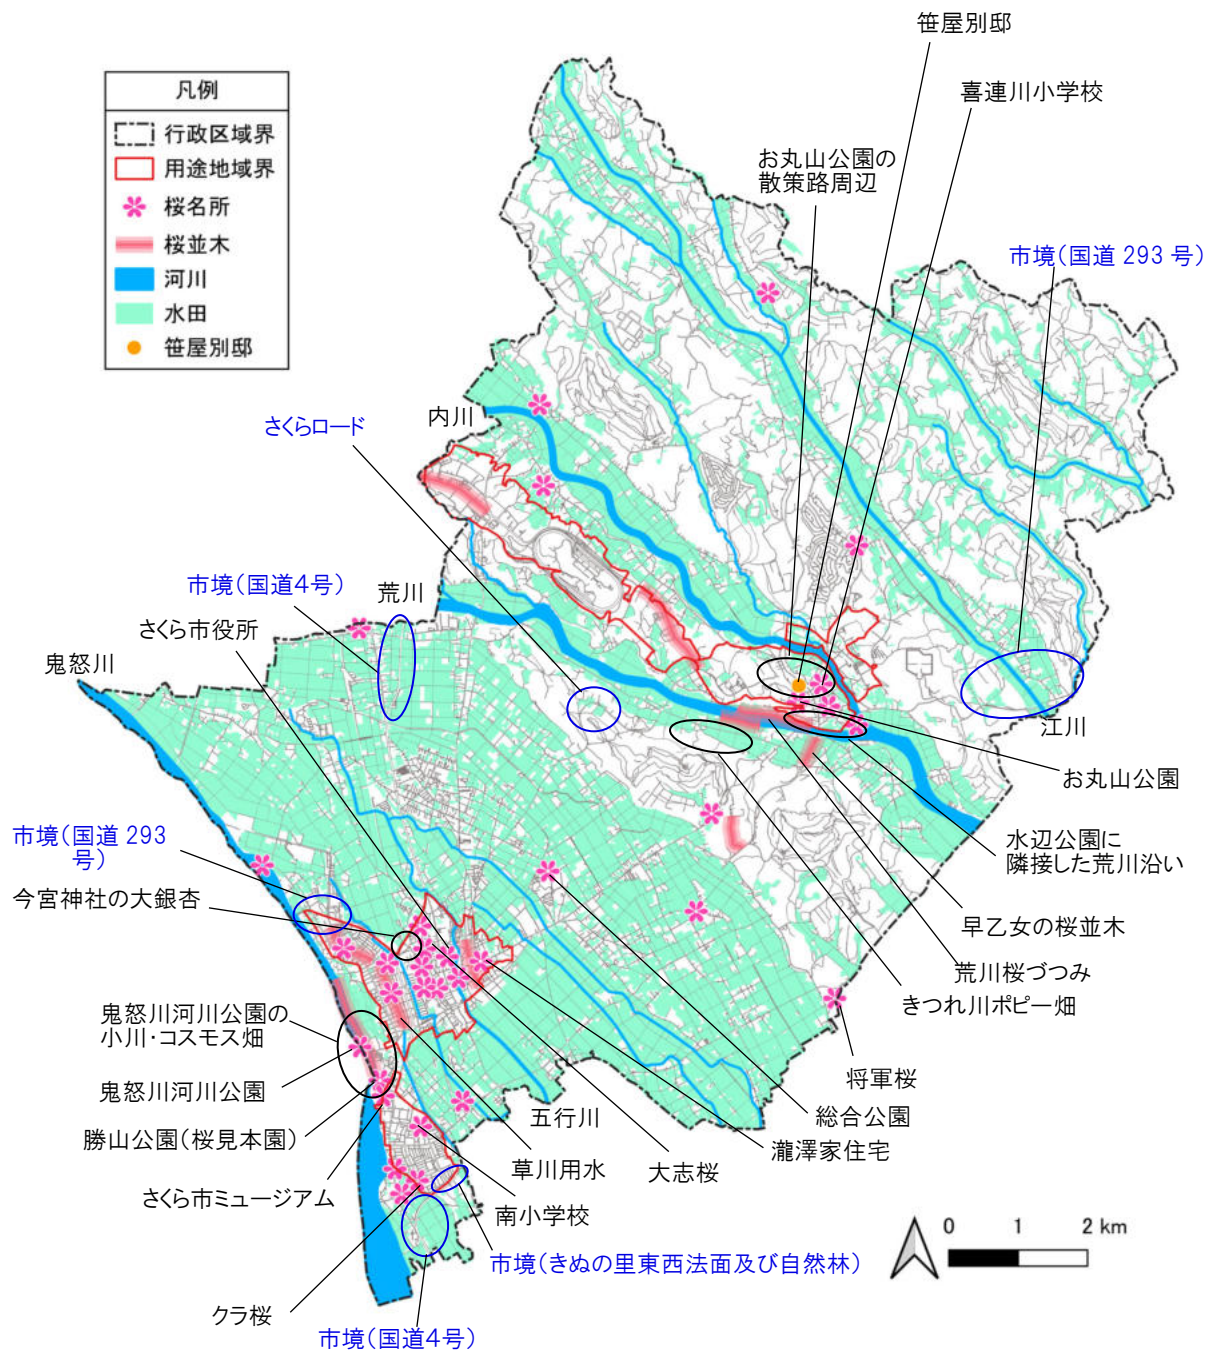 笹屋別邸
喜連川小学校
お丸山公園の
散策路周辺
凡例
行政区域界
用途地域界
桜名所
桜並木
河川
水田
笹屋別邸
市境(国道 293 号)
さくらロード
内川
市境(国道4号)
荒川
さくら市役所
鬼怒川
江川
お丸山公園
市境(国道 293
号)
水辺公園に
隣接した荒川沿い
今宮神社の大銀杏
早乙女の桜並木
荒川桜づつみ
きつれ川ポピー畑
鬼怒川河川公園の
小川・コスモス畑
将軍桜
鬼怒川河川公園
総合公園
五行川
勝山公園(桜見本園)
瀧澤家住宅
草川用水
大志桜
さくら市ミュージアム
南小学校
0 1 2 km
市境(きぬの里東西法面及び自然林)
クラ桜
市境(国道4号)